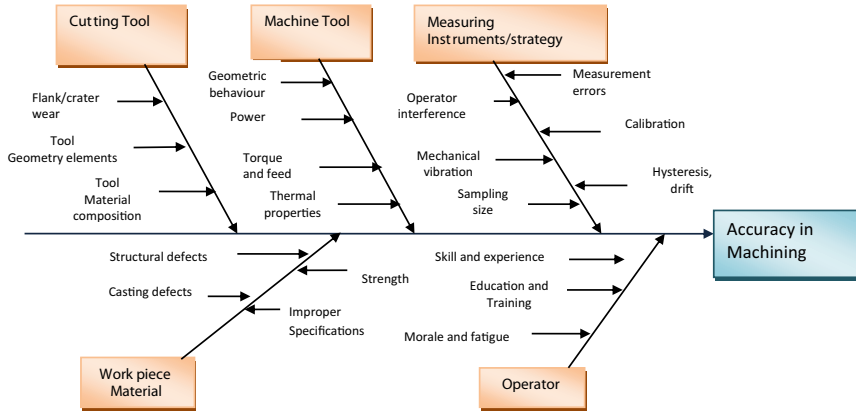 Cutting Tool
Machine Tool
Measuring
Instruments/strategy
Flank/crater
wear
Tool
Geometry elements
Tool
Material
composition
Geometric
behaviour
Power
Torque
and feed
Thermal
properties
Operator
interference
Mechanical
vibration
Sampling
size
Measurement
errors
Calibration
Hysteresis,
drift
Accuracy in
Machining
Structural defects
Casting defects
Strength
Improper
Specifications
Work piece
Material
Skill and experience
Education and
Training
Morale and fatigue
Operator